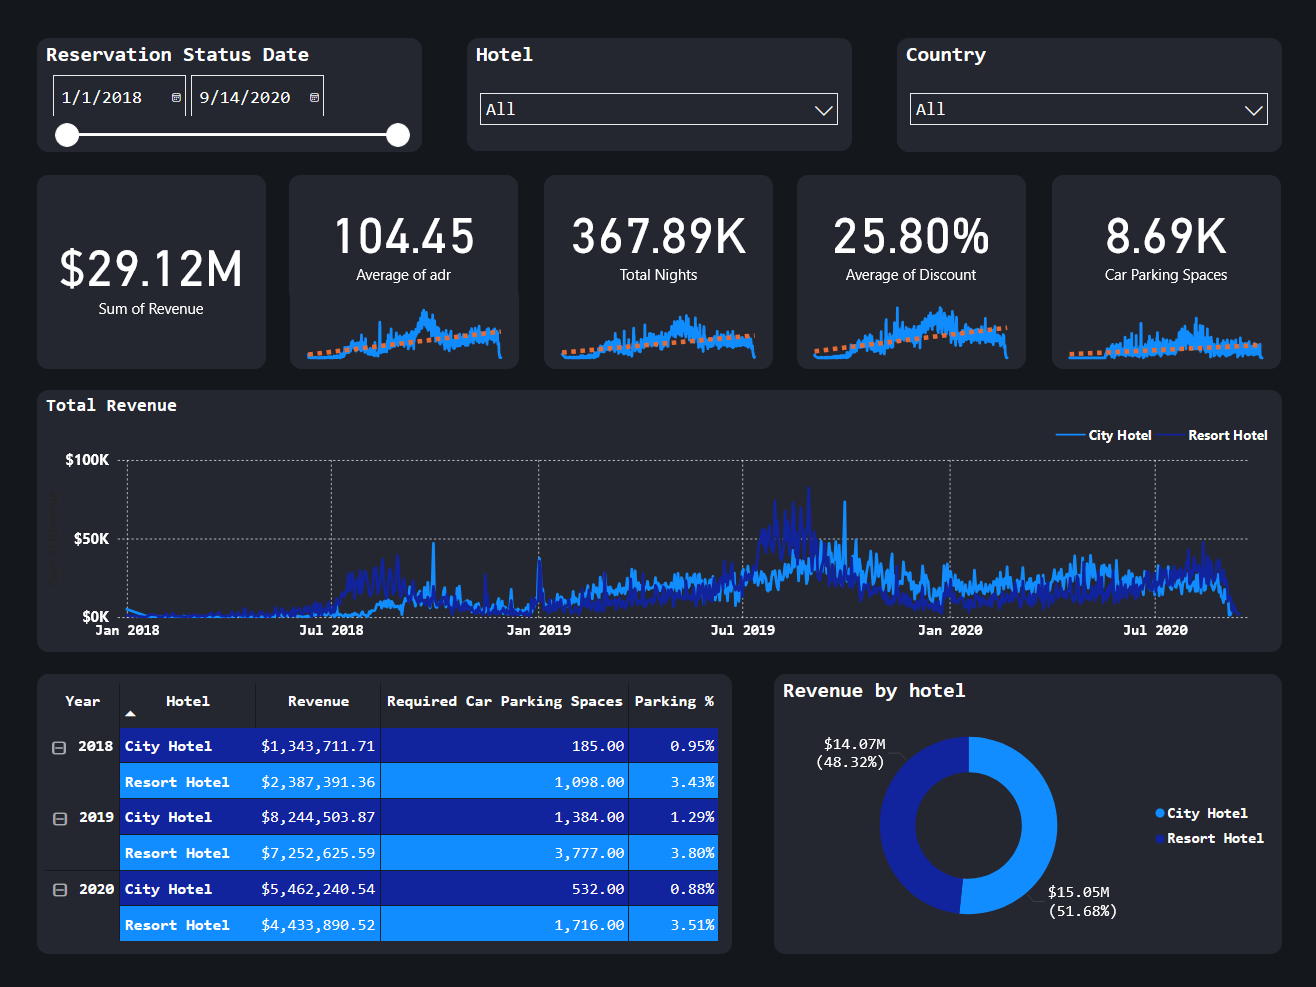 Reservation Status Date
1/1/2018
9/14/2020
Hotel
All
Country
All
$29.12M
Sum of Revenue
104.45
Average of adr
367.89K
Total Nights
25.80%
Average of Discount
8.69K
Car Parking Spaces
Total Revenue
City Hotel
Resort Hotel
$100K
$50K
$0K
Jan 2018
Jul 2018
Jan 2019
Jul 2019
Jan 2020
Jul 2020
Year Hotel Revenue Required Car Parking Spaces Parking %
2018 City Hotel $1,343,711.71 185.00 0.95%
Resort Hotel $2,387,391.36 1,098.00 3.43%
2019 City Hotel $8,244,503.87 1,384.00 1.29%
Resort Hotel $7,252,625.59 3,777.00 3.80%
2020 City Hotel $5,462,240.54 532.00 0.88%
Resort Hotel $4,433,890.52 1,716.00 3.51%
Revenue by hotel
$14.07M
(48.32%)
City Hotel
Resort Hotel
$15.05M
(51.68%)